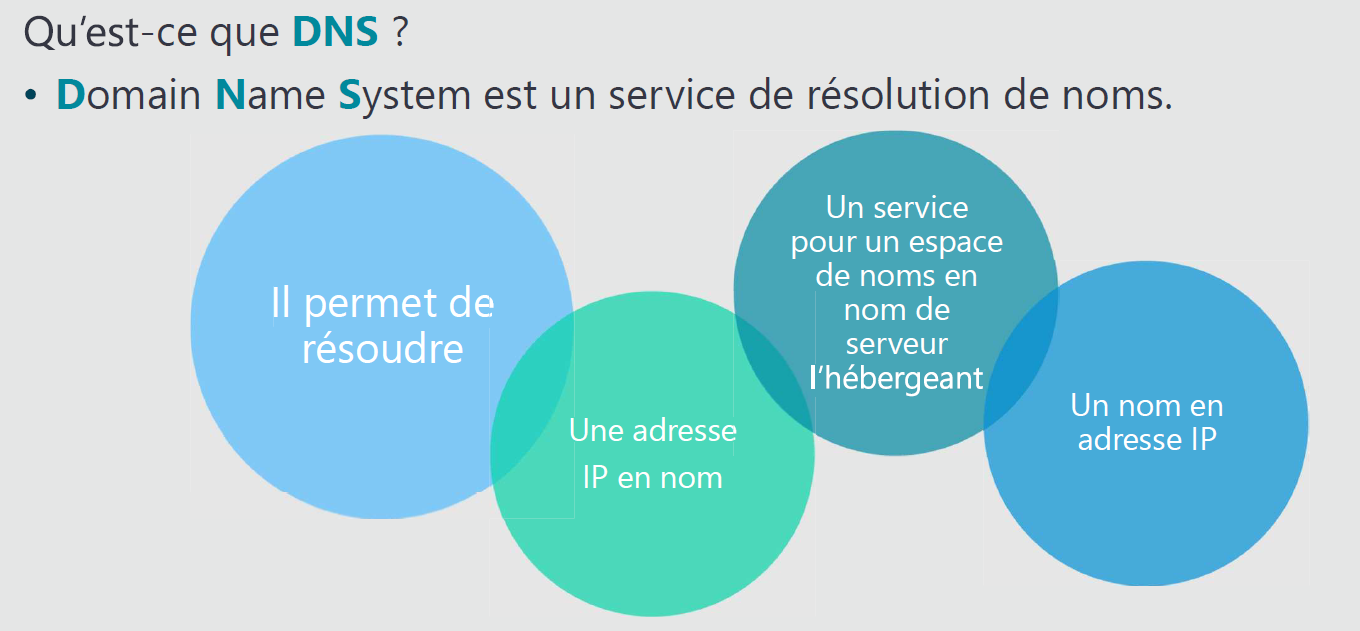 Qu’est-ce que DNS ?
• Domain Name System est un service de résolution de noms.
Il permet de
résoudre
Une adresse
IP en nom
Un service
pour un espace
de noms en
nom de
serveur
l’hébergeant
Un nom en
adresse IP